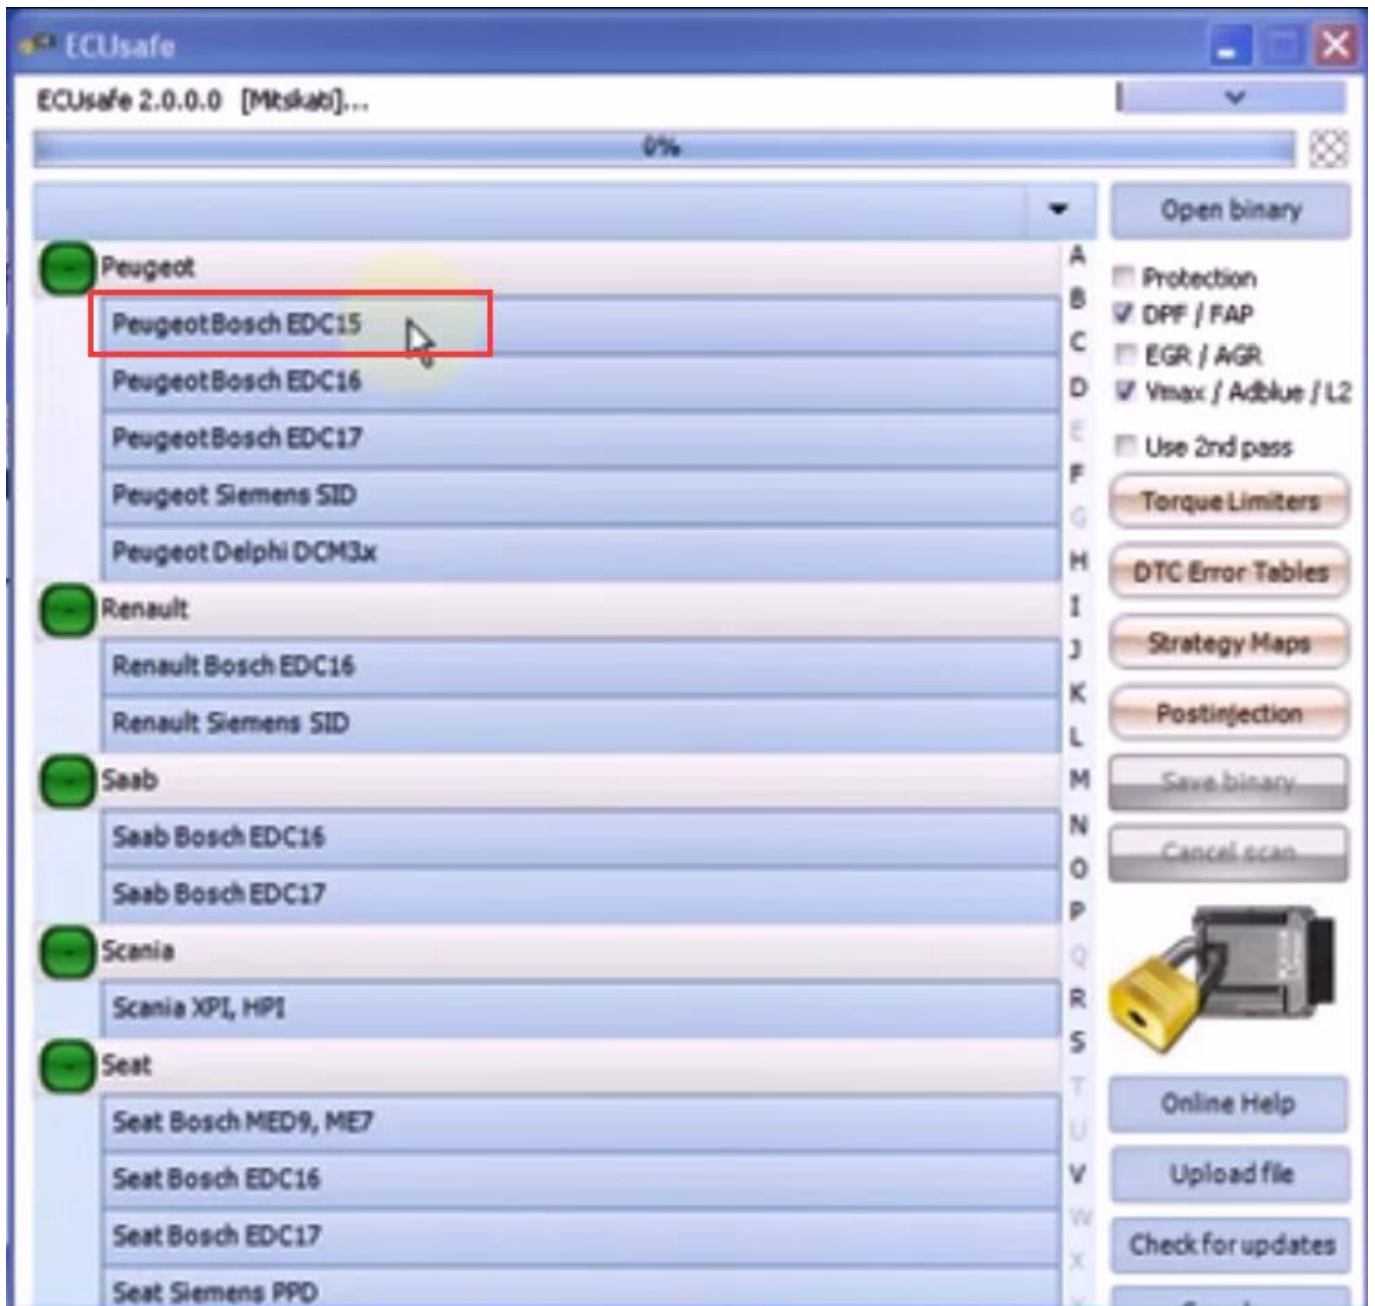 ECUsafe
ECUsafe 2.0.0.0 [Mitskati]...
0%
Open binary
Peugeot
Peugeot Bosch EDC15
Peugeot Bosch EDC16
Peugeot Bosch EDC17
Peugeot Siemens SID
Peugeot Delphi DCM3x
Renault
Renault Bosch EDC16
Renault Siemens SID
Saab
Saab Bosch EDC16
Saab Bosch EDC17
Scania
Scania XPI, HPI
Seat
Seat Bosch MED9, ME7
Seat Bosch EDC16
Seat Bosch EDC17
Seat Siemens PPD
A
B
C
D
E
F
G
H
I
J
K
L
M
N
O
P
Q
R
S
T
U
V
W
X
Protection
DPF / FAP
EGR / AGR
Vmax / Adblue / L2
Use 2nd pass
Torque Limiters
DTC Error Tables
Strategy Maps
Postinjection
Save binary
Cancel scan
Online Help
Upload file
Check for updates